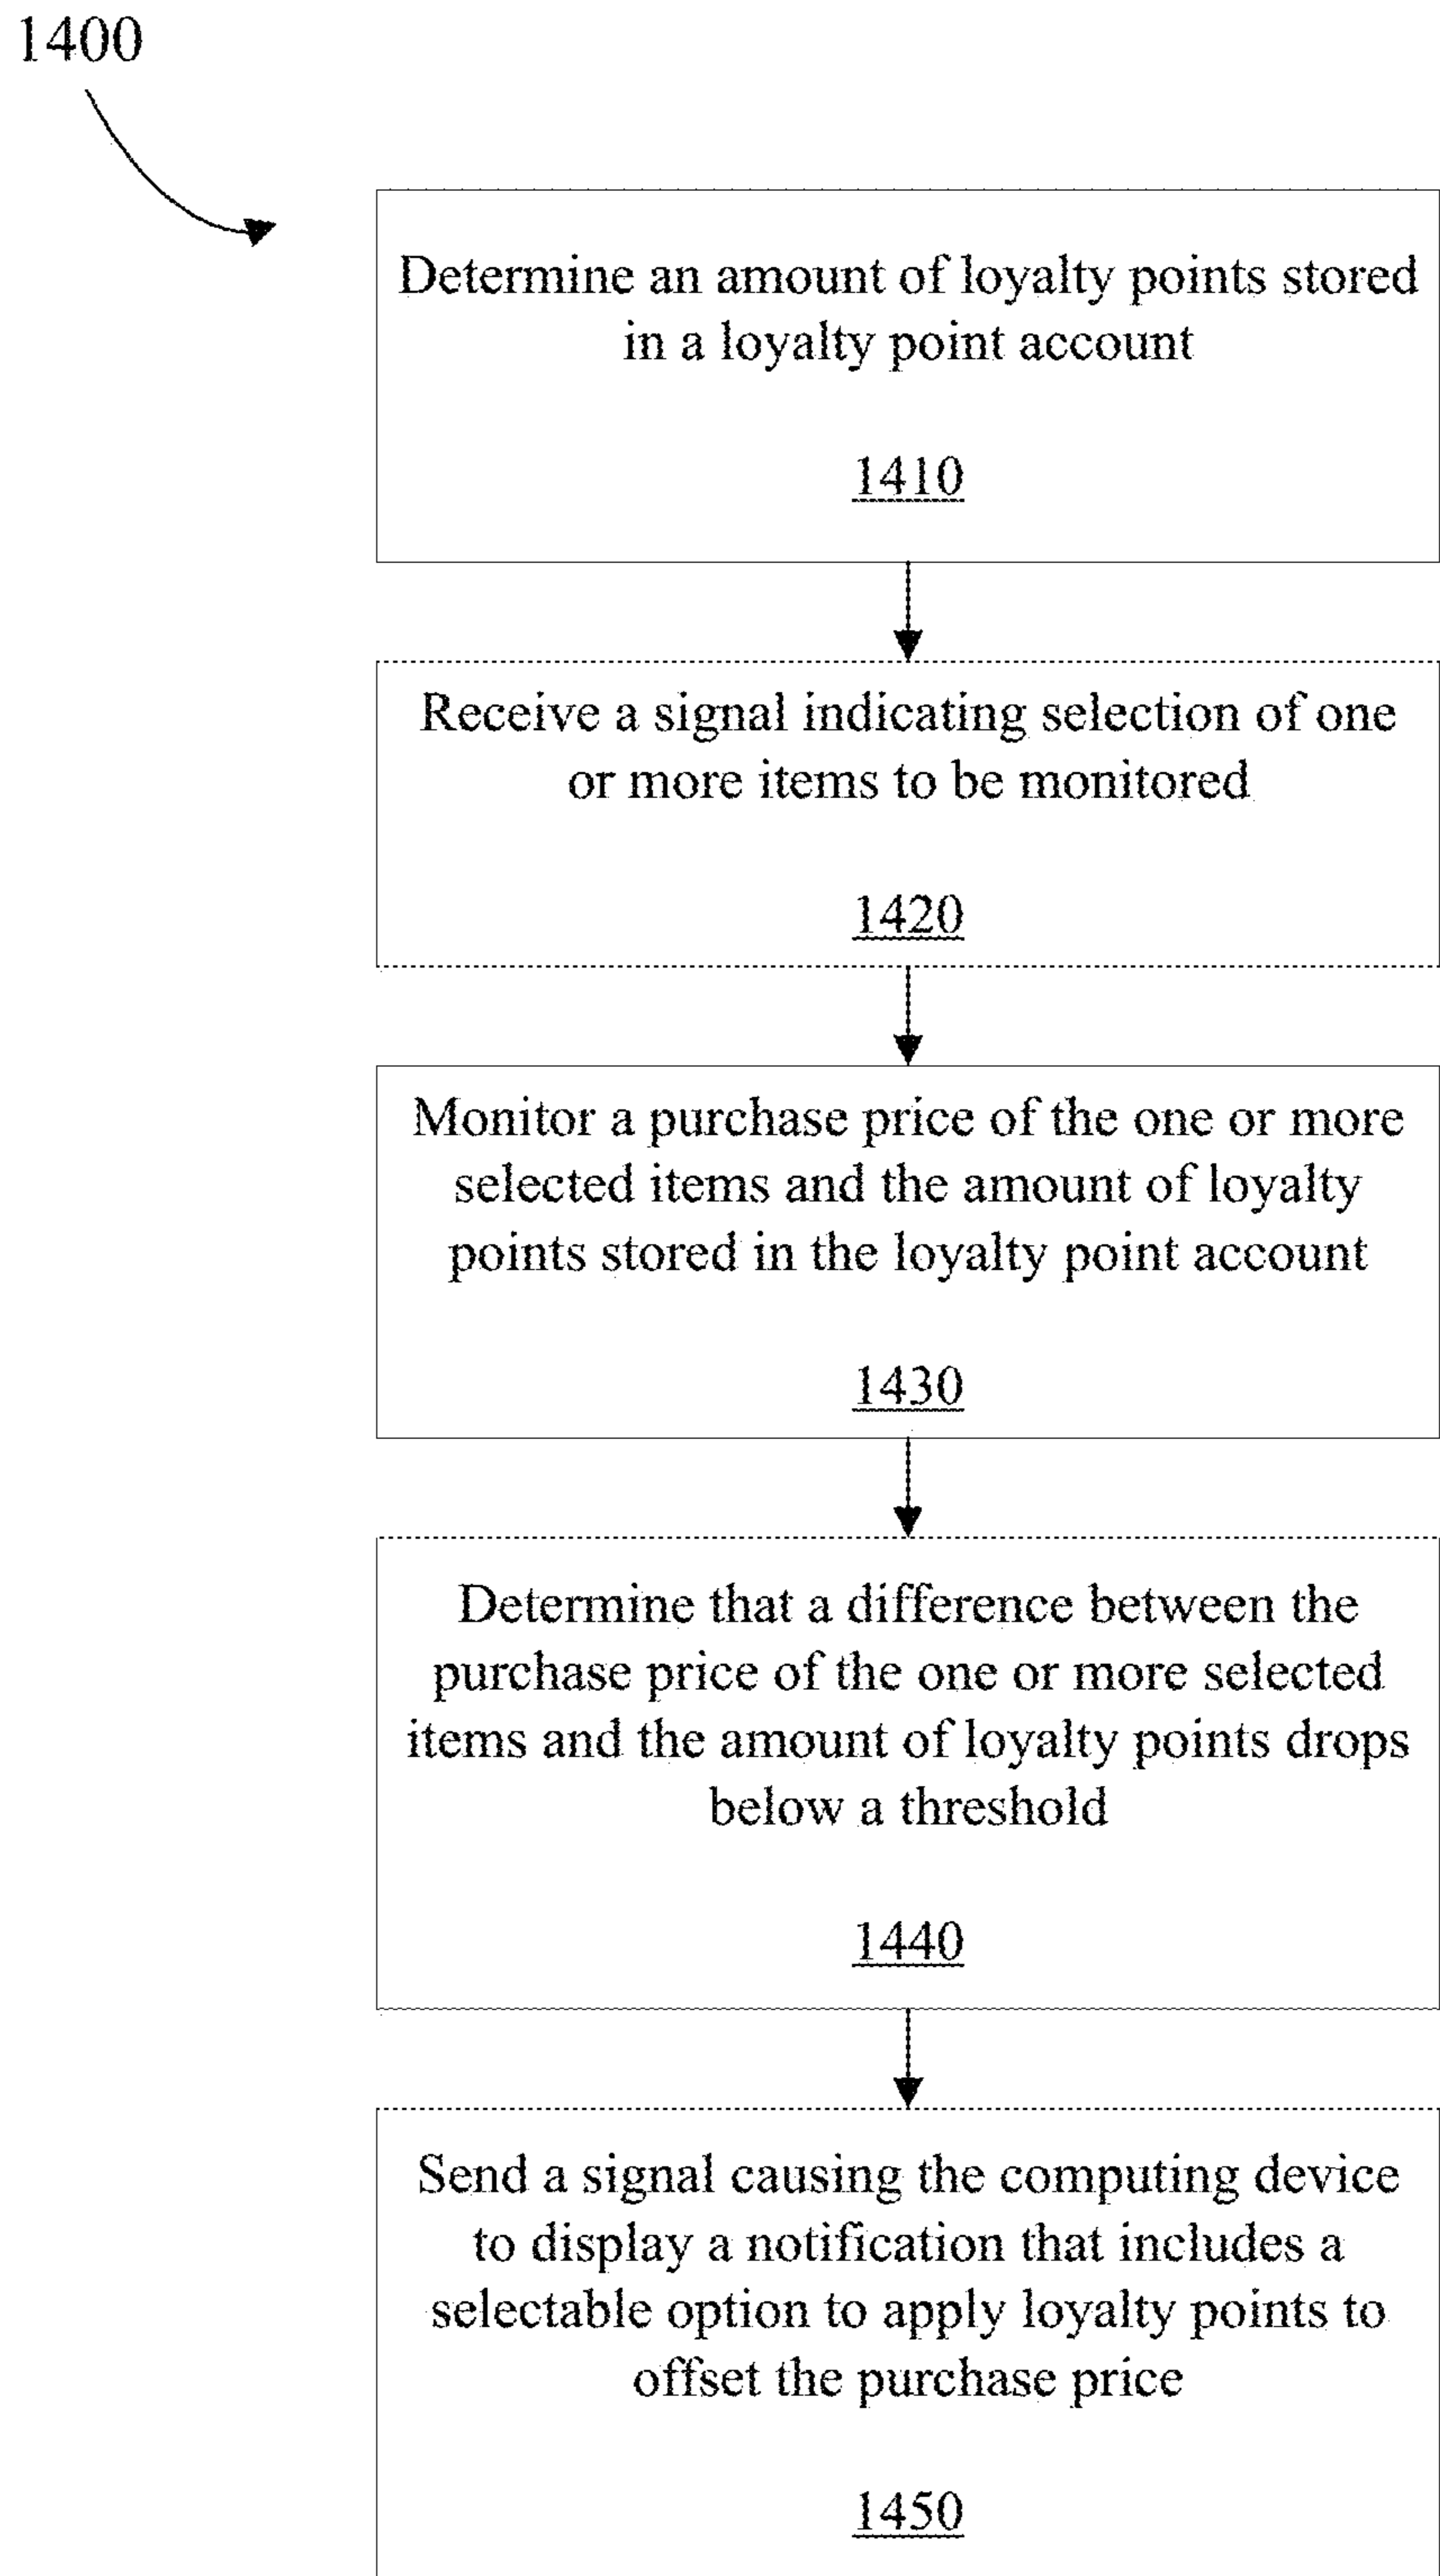 1400
Determine an amount of loyalty points stored
in a loyalty point account
1410
Receive a signal indicating selection of one
or more items to be monitored
1420
Monitor a purchase price of the one or more
selected items and the amount of loyalty
points stored in the loyalty point account
1430
Determine that a difference between the
purchase price of the one or more selected
items and the amount of loyalty points drops
below a threshold
1440
Send a signal causing the computing device
to display a notification that includes a
selectable option to apply loyalty points to
offset the purchase price
1450